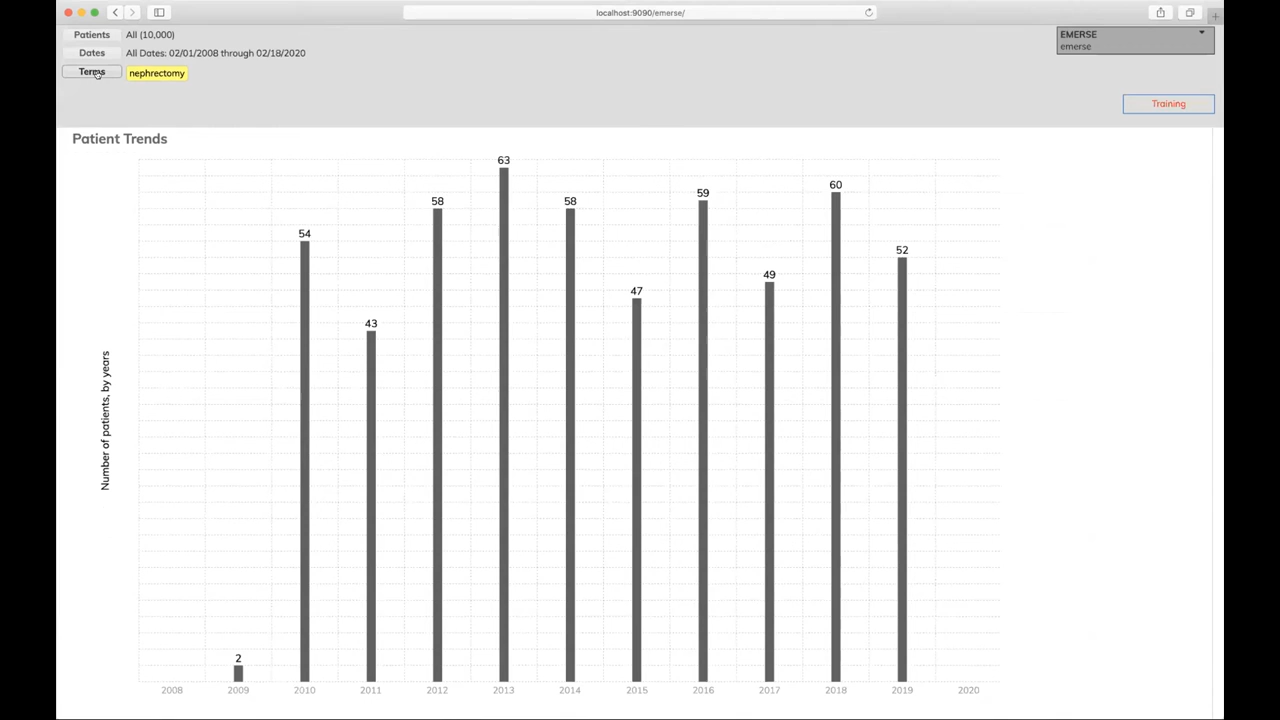 localhost:9090/emerse/
Patients All (10,000)
Dates All Dates: 02/01/2008 through 02/18/2020
Terms nephrectomy
EMERSE
emerse
Training
Patient Trends
Number of patients, by years
2
54
43
58
63
58
47
59
49
60
52
2008 2009 2010 2011 2012 2013 2014 2015 2016 2017 2018 2019 2020